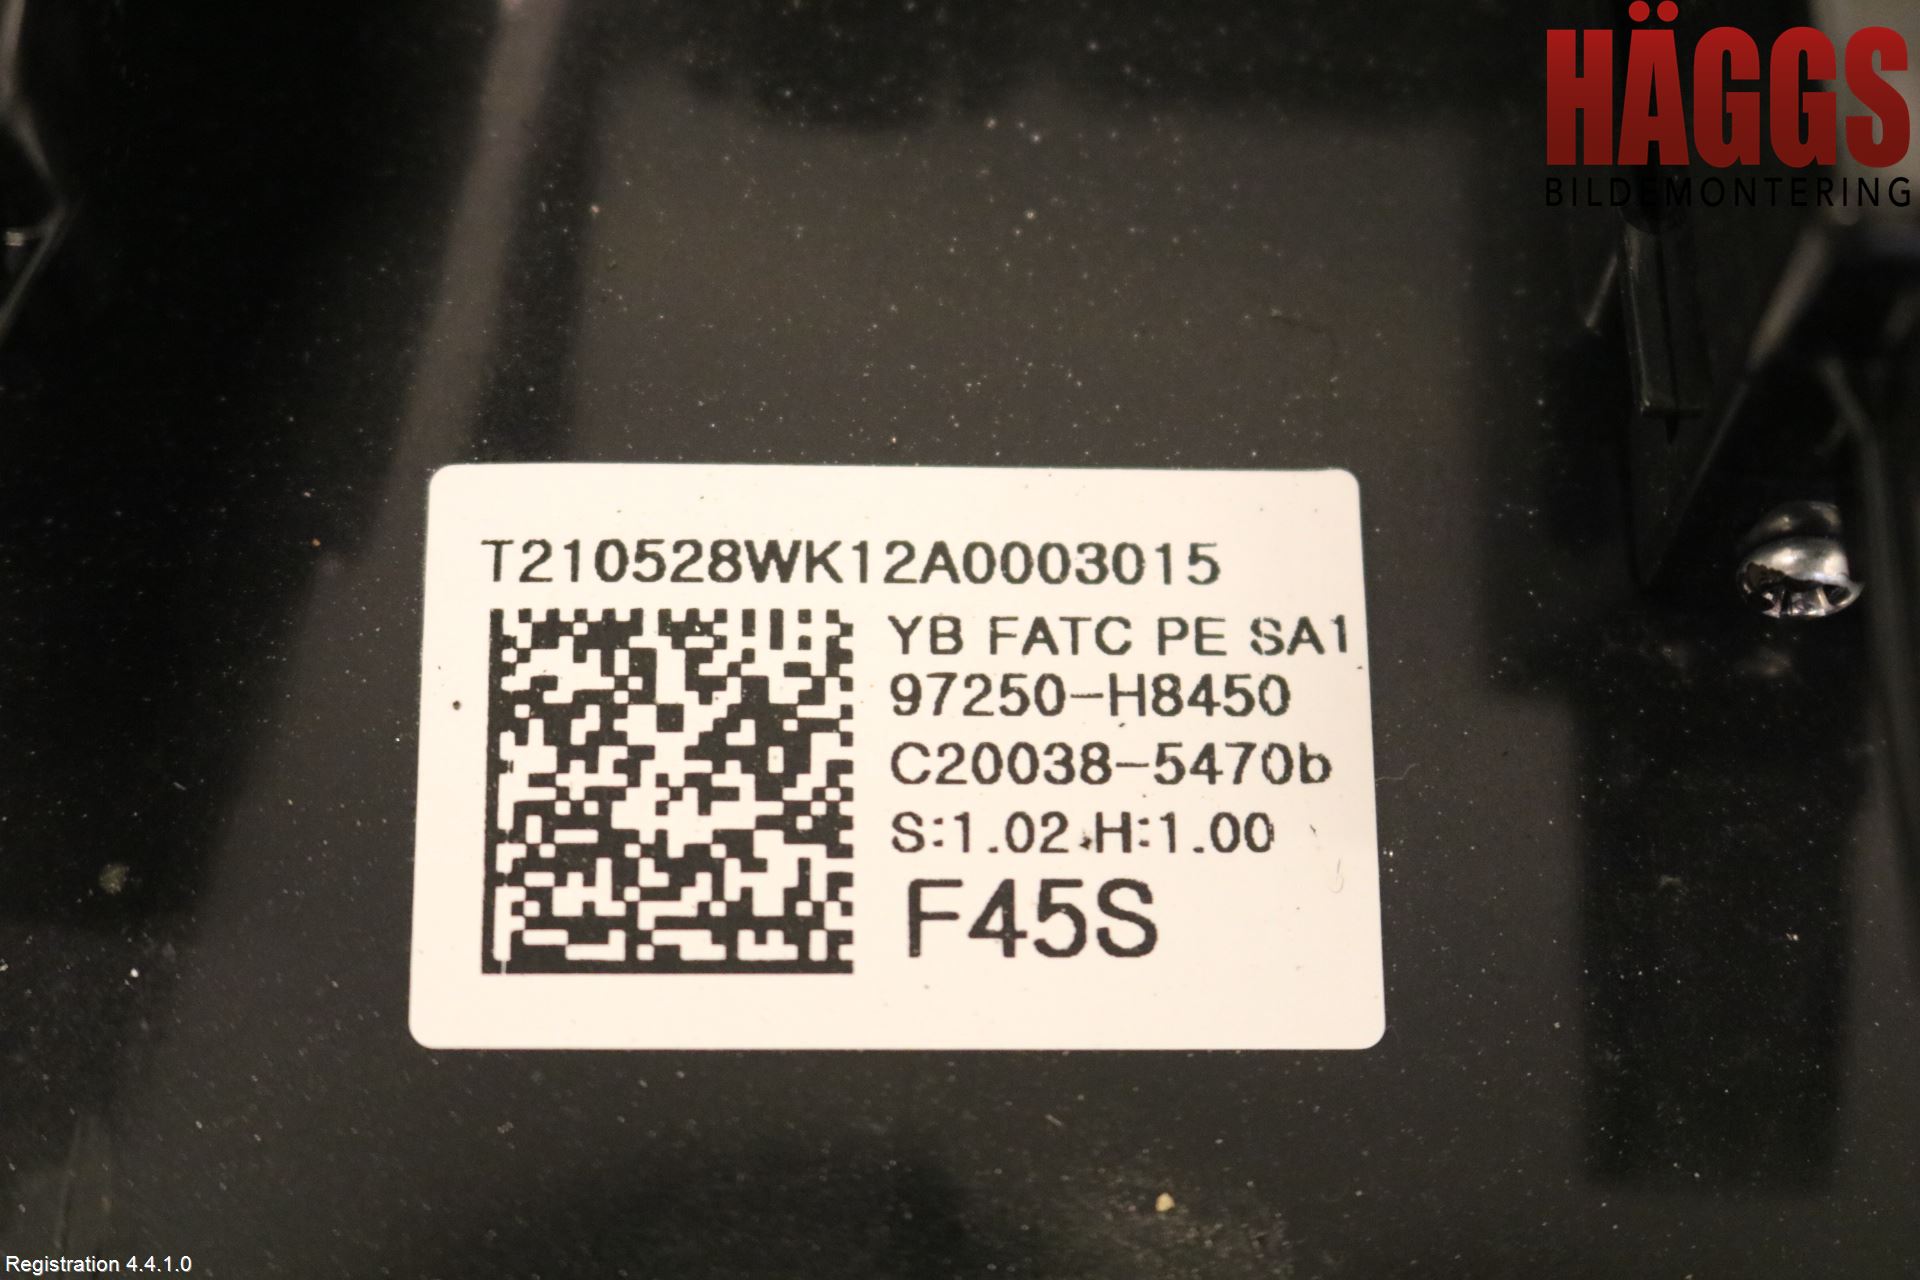 HÄGGS
BILDEMONTERING
T210528WK12A0003015
YB FATC PE SA1
97250-H8450
C20038-5470b
S:1.02 H:1.00
F45S
Registration 4.4.1.0